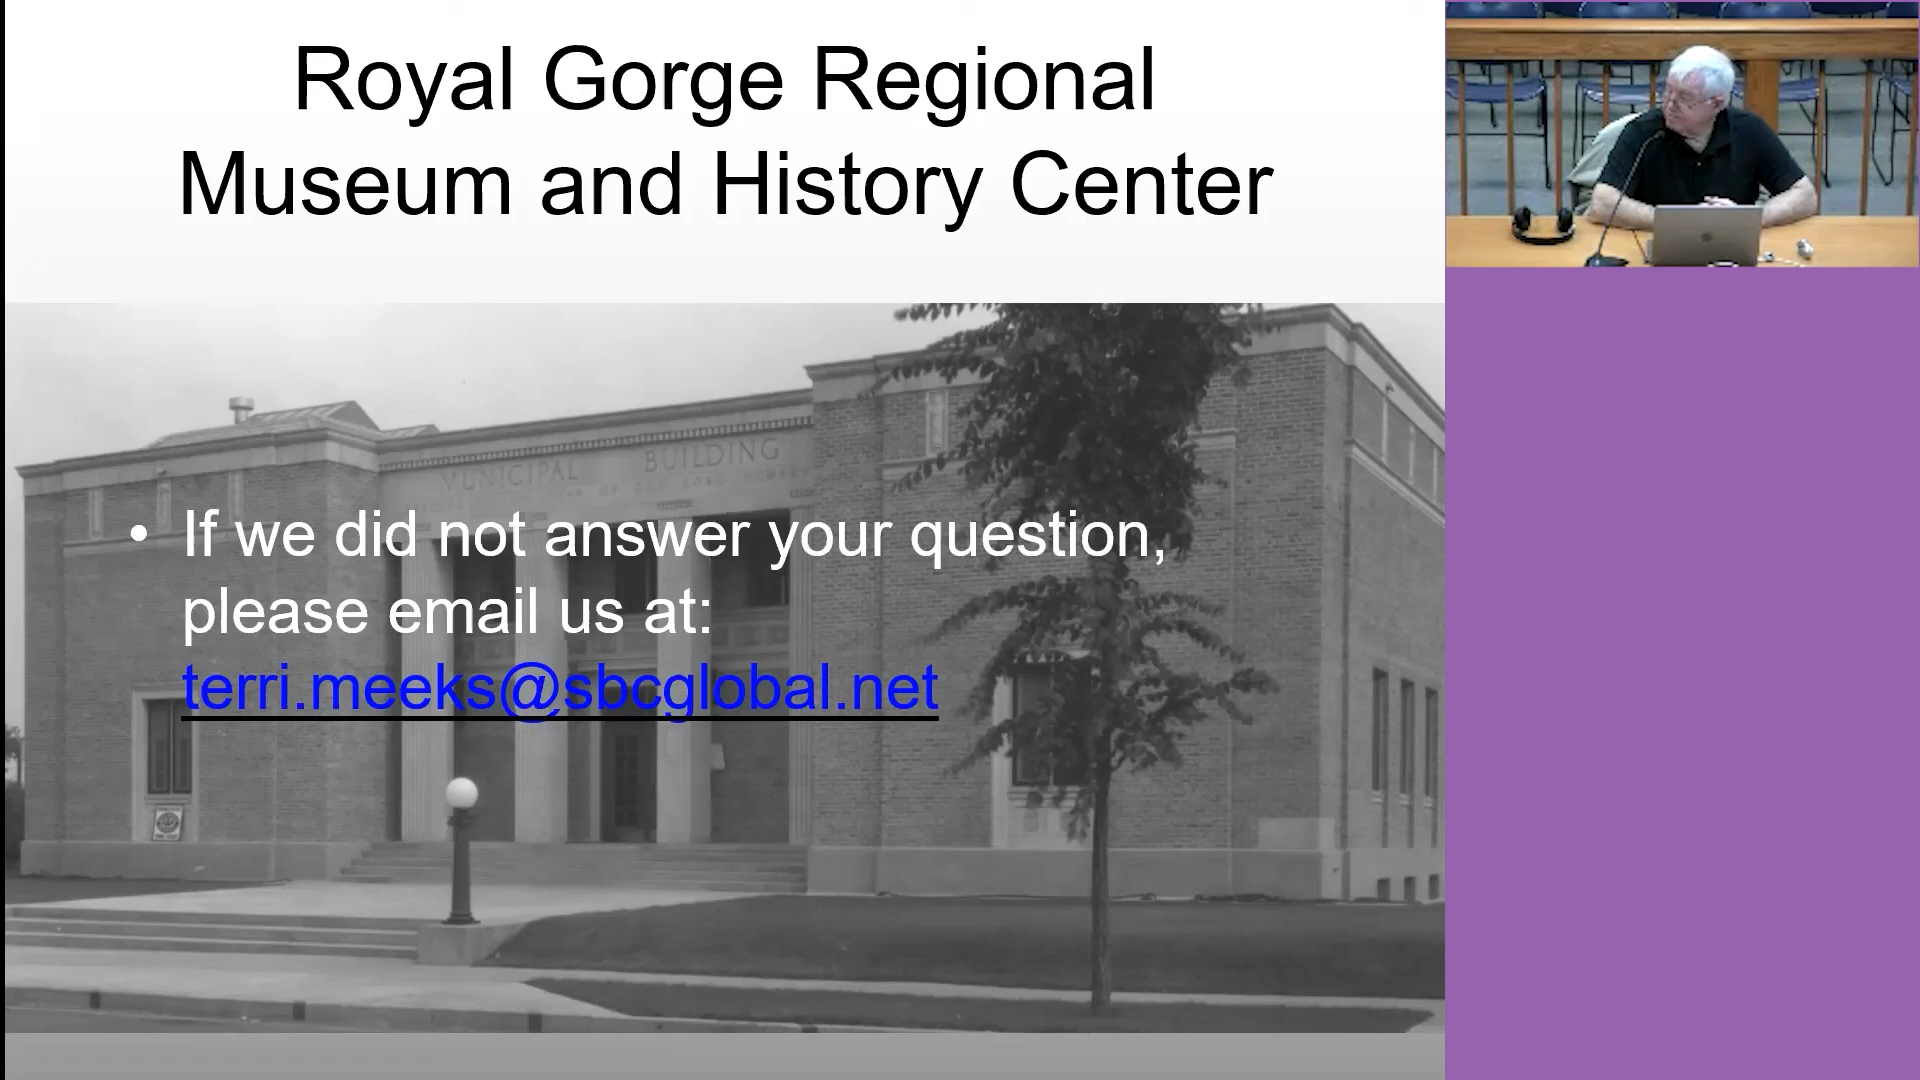 Royal Gorge Regional
Museum and History Center
MUNICIPAL BUILDING
• If we did not answer your question,
please email us at:
terri.meeks@sbcglobal.net